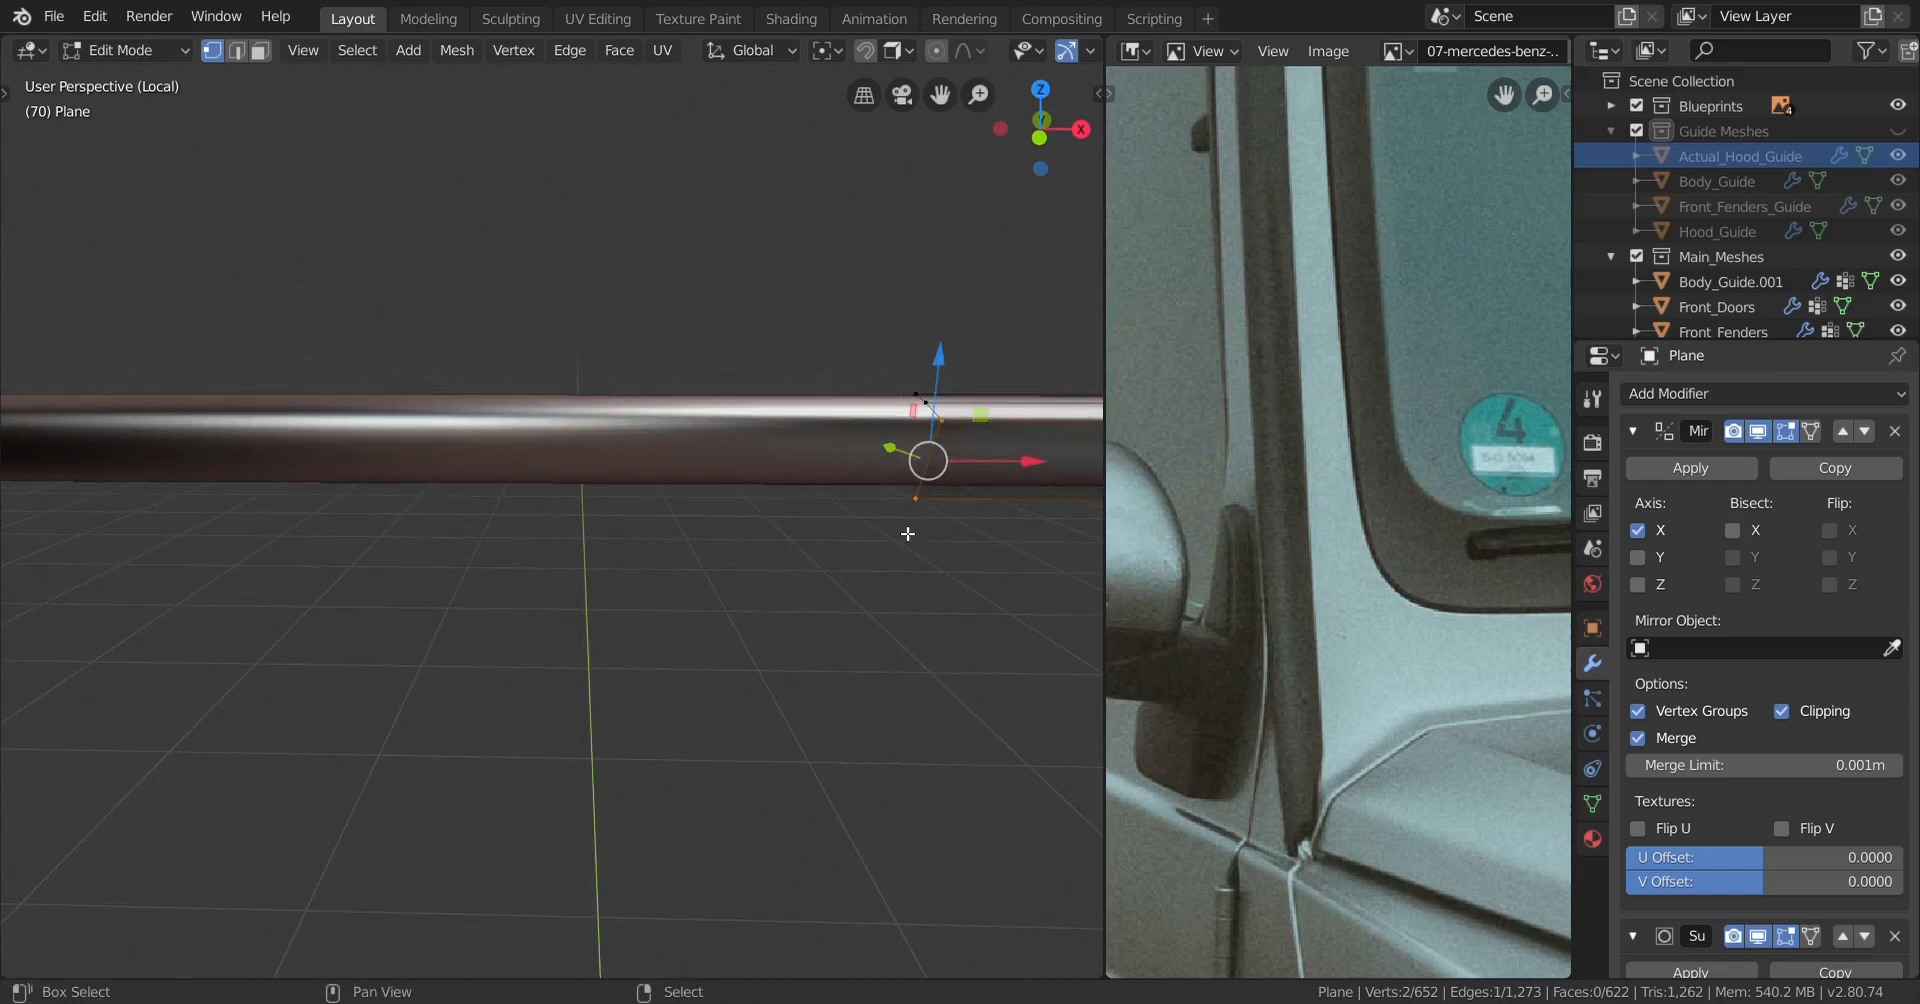 File Edit Render Window Help Layout Modeling Sculpting UV Editing Texture Paint Shading Animation Rendering Compositing Scripting + Scene View Layer
Edit Mode View Select Add Mesh Vertex Edge Face UV Global View View Image 07-mercedes-benz-..
User Perspective (Local)
(70) Plane
Z
Y
X
4
Scene Collection
Blueprints 4
Guide Meshes
Actual_Hood_Guide
Body_Guide
Front_Fenders_Guide
Hood_Guide
Main_Meshes
Body_Guide.001
Front_Doors
Front Fenders
Plane
Add Modifier
Mir
Apply Copy
Axis: Bisect: Flip:
X X X
Y Y Y
Z Z Z
Mirror Object:
Options:
Vertex Groups Clipping
Merge
Merge Limit: 0.001m
Textures:
Flip U Flip V
U Offset: 0.0000
V Offset: 0.0000
Su
Apply Copy
Box Select Pan View Select Plane | Verts:2/652 | Edges:1/1,273 | Faces:0/622 | Tris:1,262 | Mem: 540.2 MB | v2.80.74